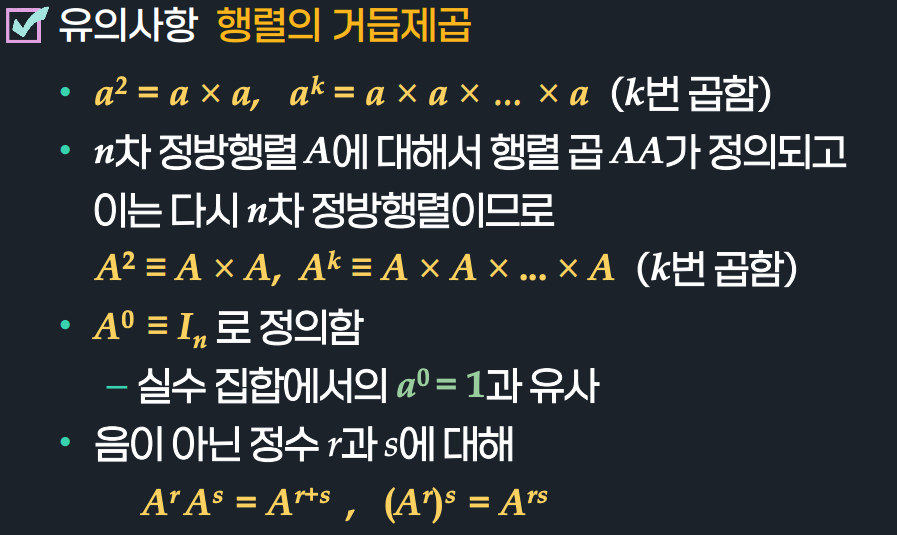 유의사항 행렬의 거듭제곱
• a² = a × a, aᵏ = a × a × ... × a (k번 곱함)
• n차 정방행렬 A에 대해서 행렬 곱 AA가 정의되고
이는 다시 n차 정방행렬이므로
A² ≡ A × A, Aᵏ ≡ A × A × ... × A (k번 곱함)
• A⁰ ≡ Iₙ 로 정의함
– 실수 집합에서의 a⁰ = 1과 유사
• 음이 아닌 정수 r과 s에 대해
Aʳ Aˢ = Aʳ⁺ˢ , (Aʳ)ˢ = Aʳˢ